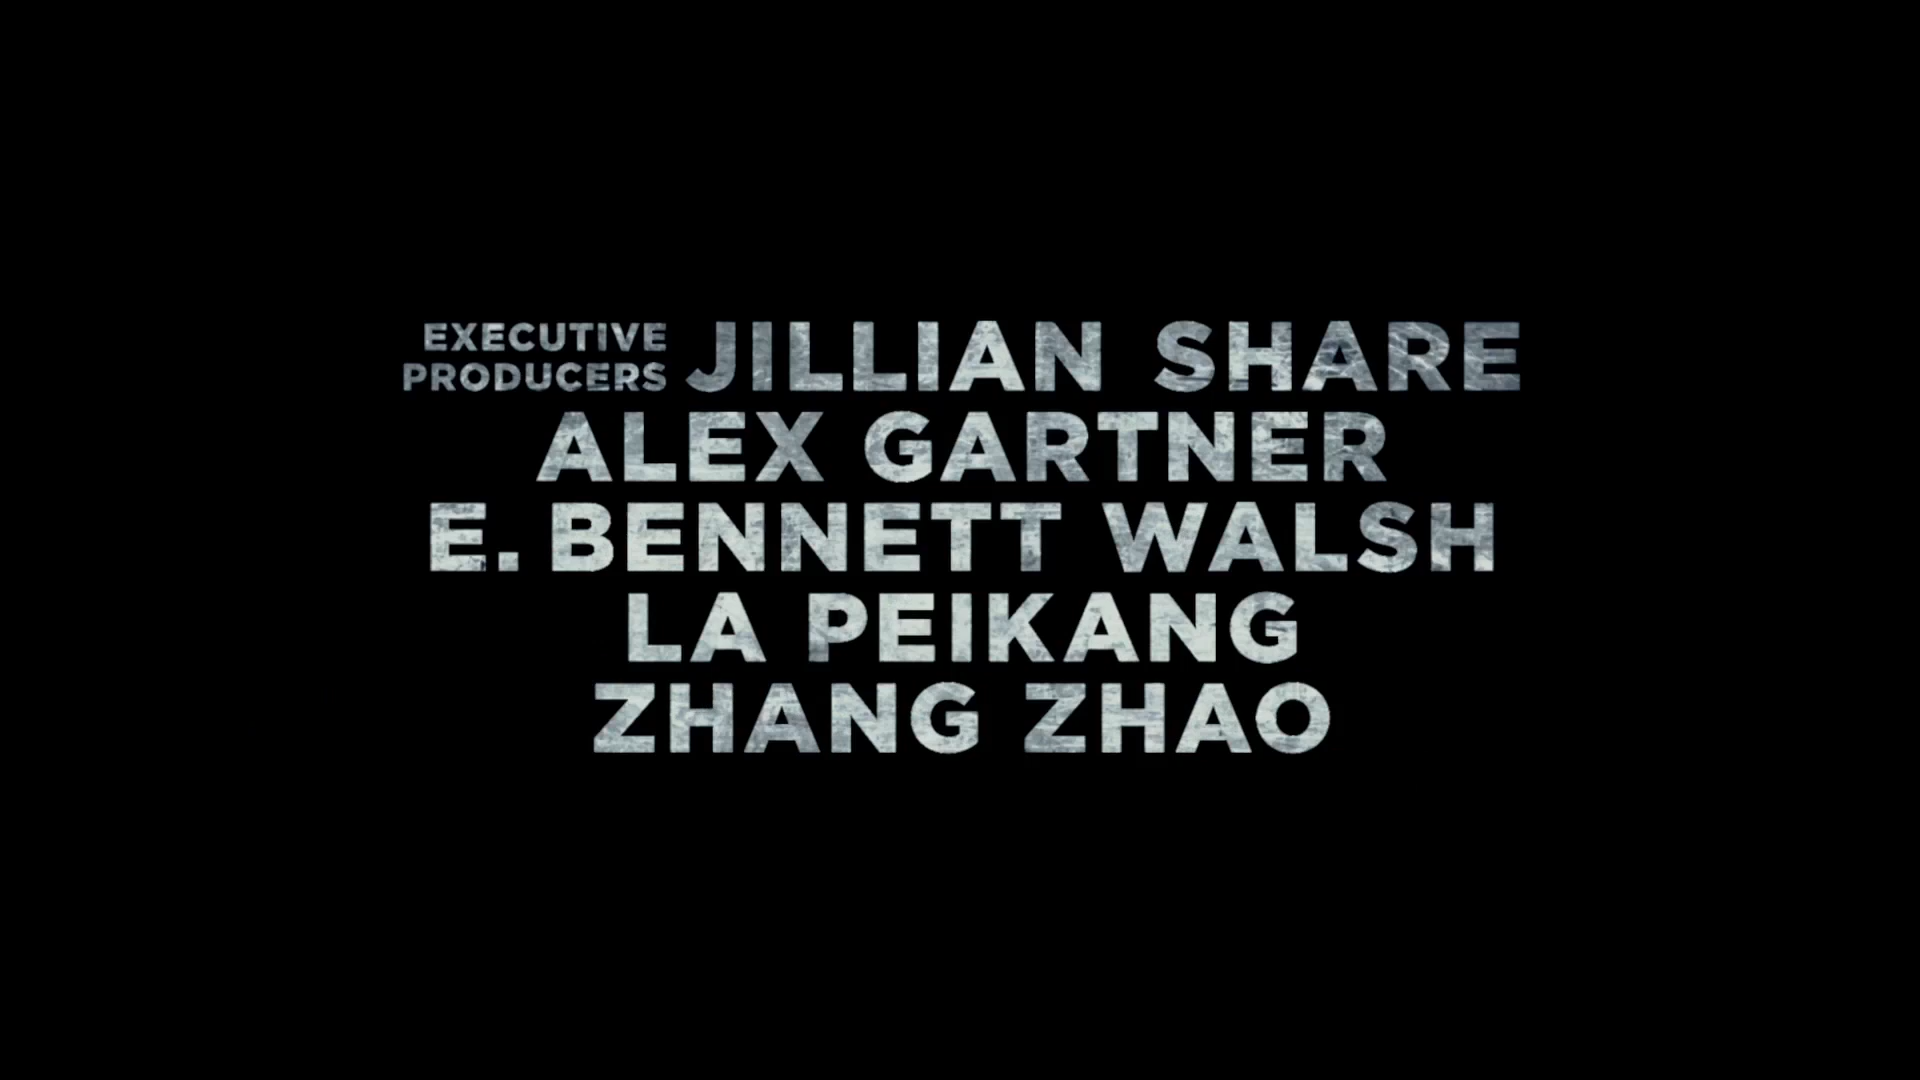 EXECUTIVE
PRODUCERS JILLIAN SHARE
ALEX GARTNER
E. BENNETT WALSH
LA PEIKANG
ZHANG ZHAO